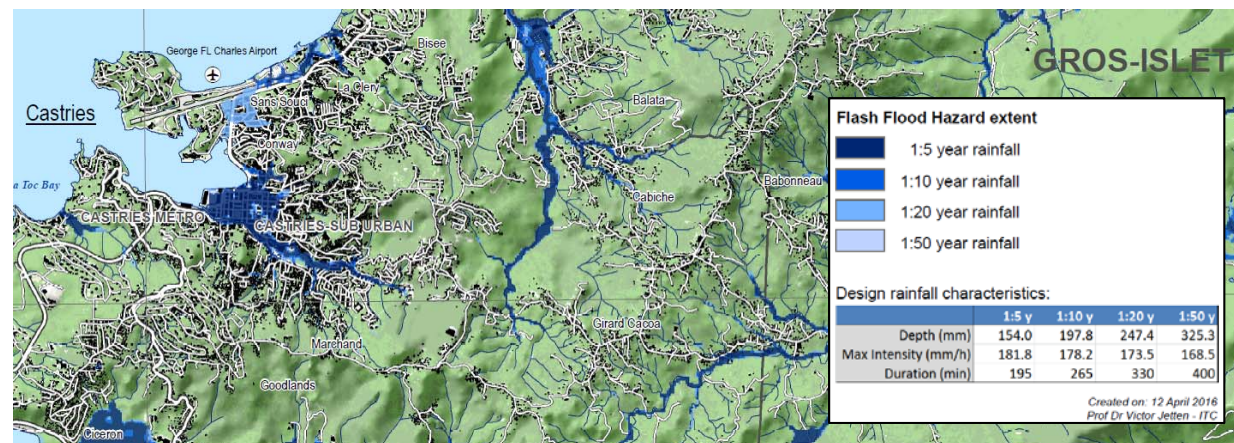 George FL Charles Airport
Bisee
GROS-ISLET
La Clery
Sans Souci
Balata
Castries
Conway
a Toc Bay
Babonneau
Cabiche
CASTRIES METRO
CASTRIES SUB URBAN
Girard Cacoa
Marchand
Goodlands
Ciceron
Flash Flood Hazard extent
1:5 year rainfall
1:10 year rainfall
1:20 year rainfall
1:50 year rainfall
Design rainfall characteristics:
1:5 y 1:10 y 1:20 y 1:50 y
Depth (mm) 154.0 197.8 247.4 325.3
Max Intensity (mm/h) 181.8 178.2 173.5 168.5
Duration (min) 195 265 330 400
Created on: 12 April 2016
Prof Dr Victor Jetten - ITC